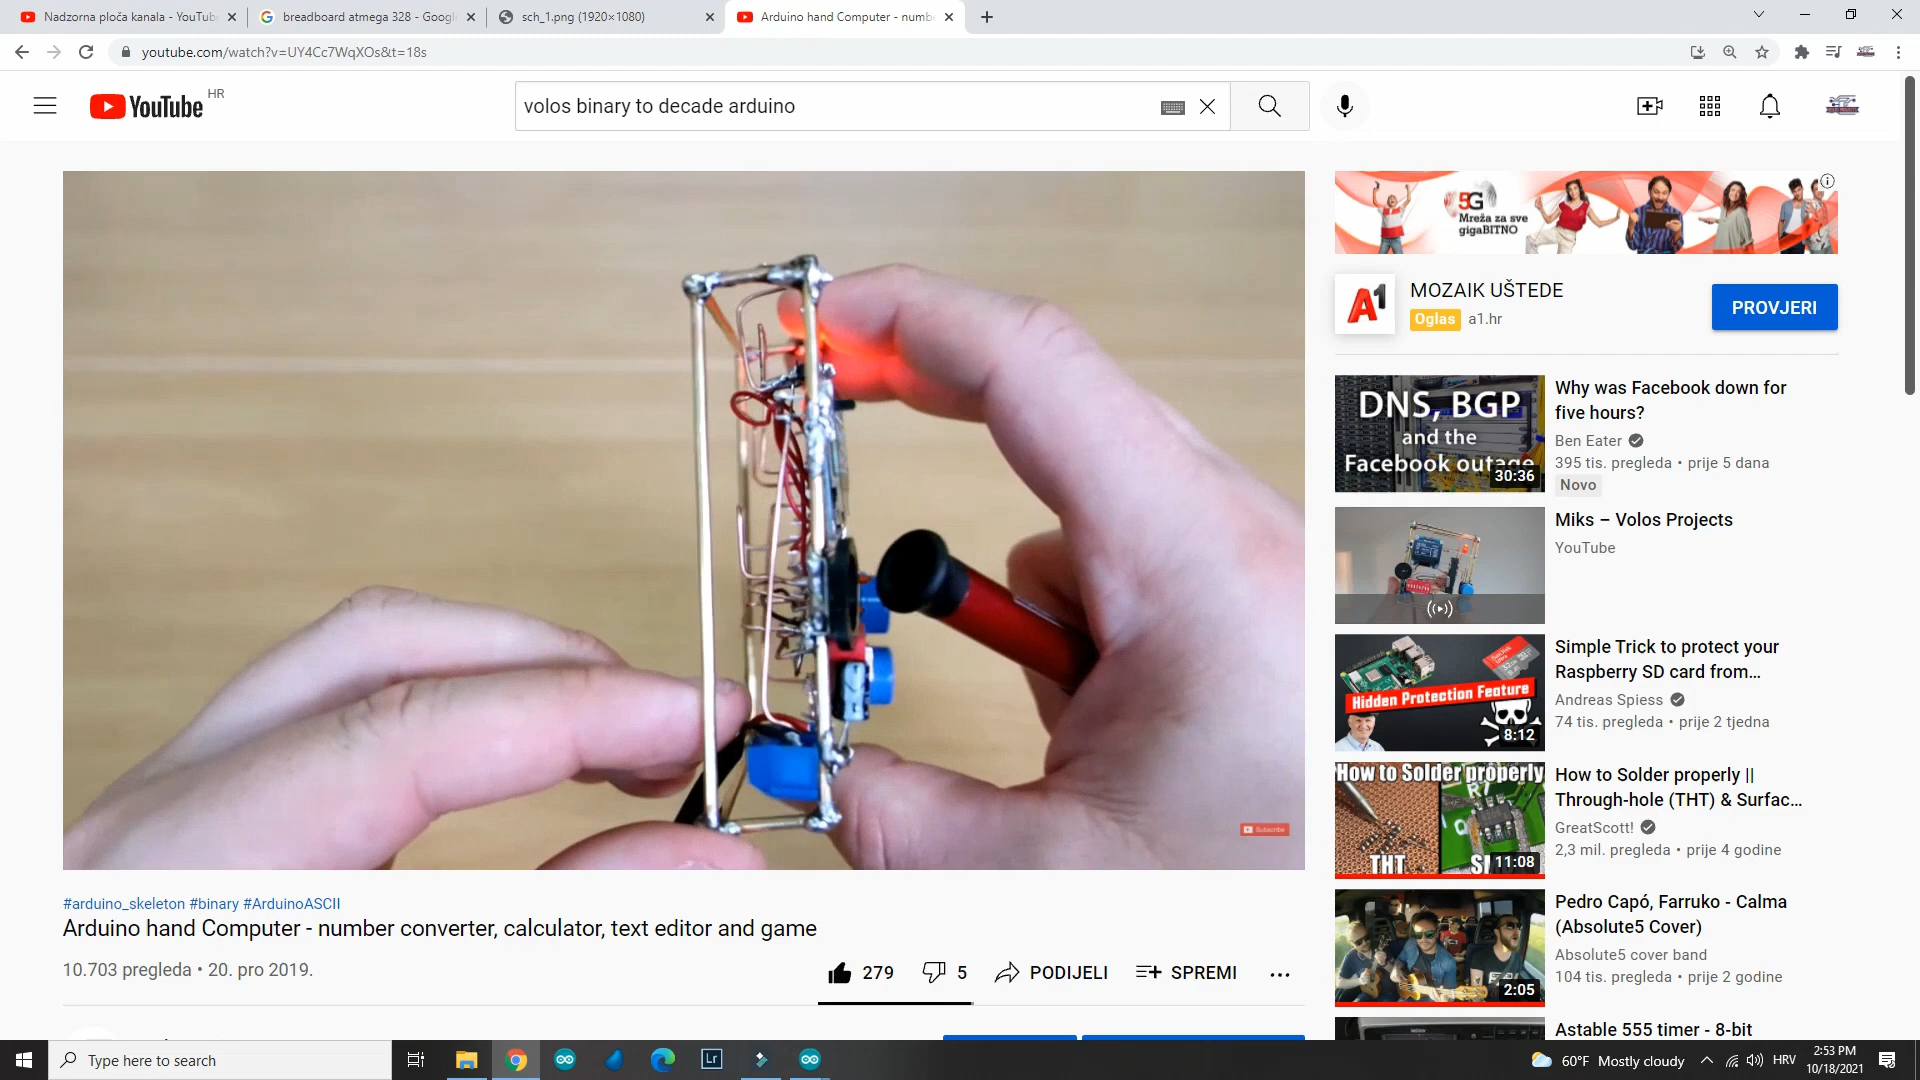 Nadzorna ploča kanala - YouTub
breadboard atmega 328 - Googl
sch_1.png (1920×1080)
Arduino hand Computer - numb
youtube.com/watch?v=UY4Cc7WqXOs&t=18s
YouTube HR
volos binary to decade arduino
5G
Mreža za sve
gigaBITNO
A1
MOZAIK UŠTEDE
Oglas a1.hr
PROVJERI
DNS, BGP
and the
Facebook outage
30:36
Why was Facebook down for
five hours?
Ben Eater
395 tis. pregleda • prije 5 dana
Novo
Miks – Volos Projects
YouTube
Hidden Protection Feature
8:12
Simple Trick to protect your
Raspberry SD card from...
Andreas Spiess
74 tis. pregleda • prije 2 tjedna
How to Solder properly
THT
11:08
How to Solder properly ||
Through-hole (THT) & Surfac...
GreatScott!
2,3 mil. pregleda • prije 4 godine
2:05
Pedro Capó, Farruko - Calma
(Absolute5 Cover)
Absolute5 cover band
104 tis. pregleda • prije 2 godine
Astable 555 timer - 8-bit
Subscribe
#arduino_skeleton #binary #ArduinoASCII
Arduino hand Computer - number converter, calculator, text editor and game
10.703 pregleda • 20. pro 2019.
279
5
PODIJELI
SPREMI
Type here to search
Lr
60°F Mostly cloudy
HRV
2:53 PM
10/18/2021